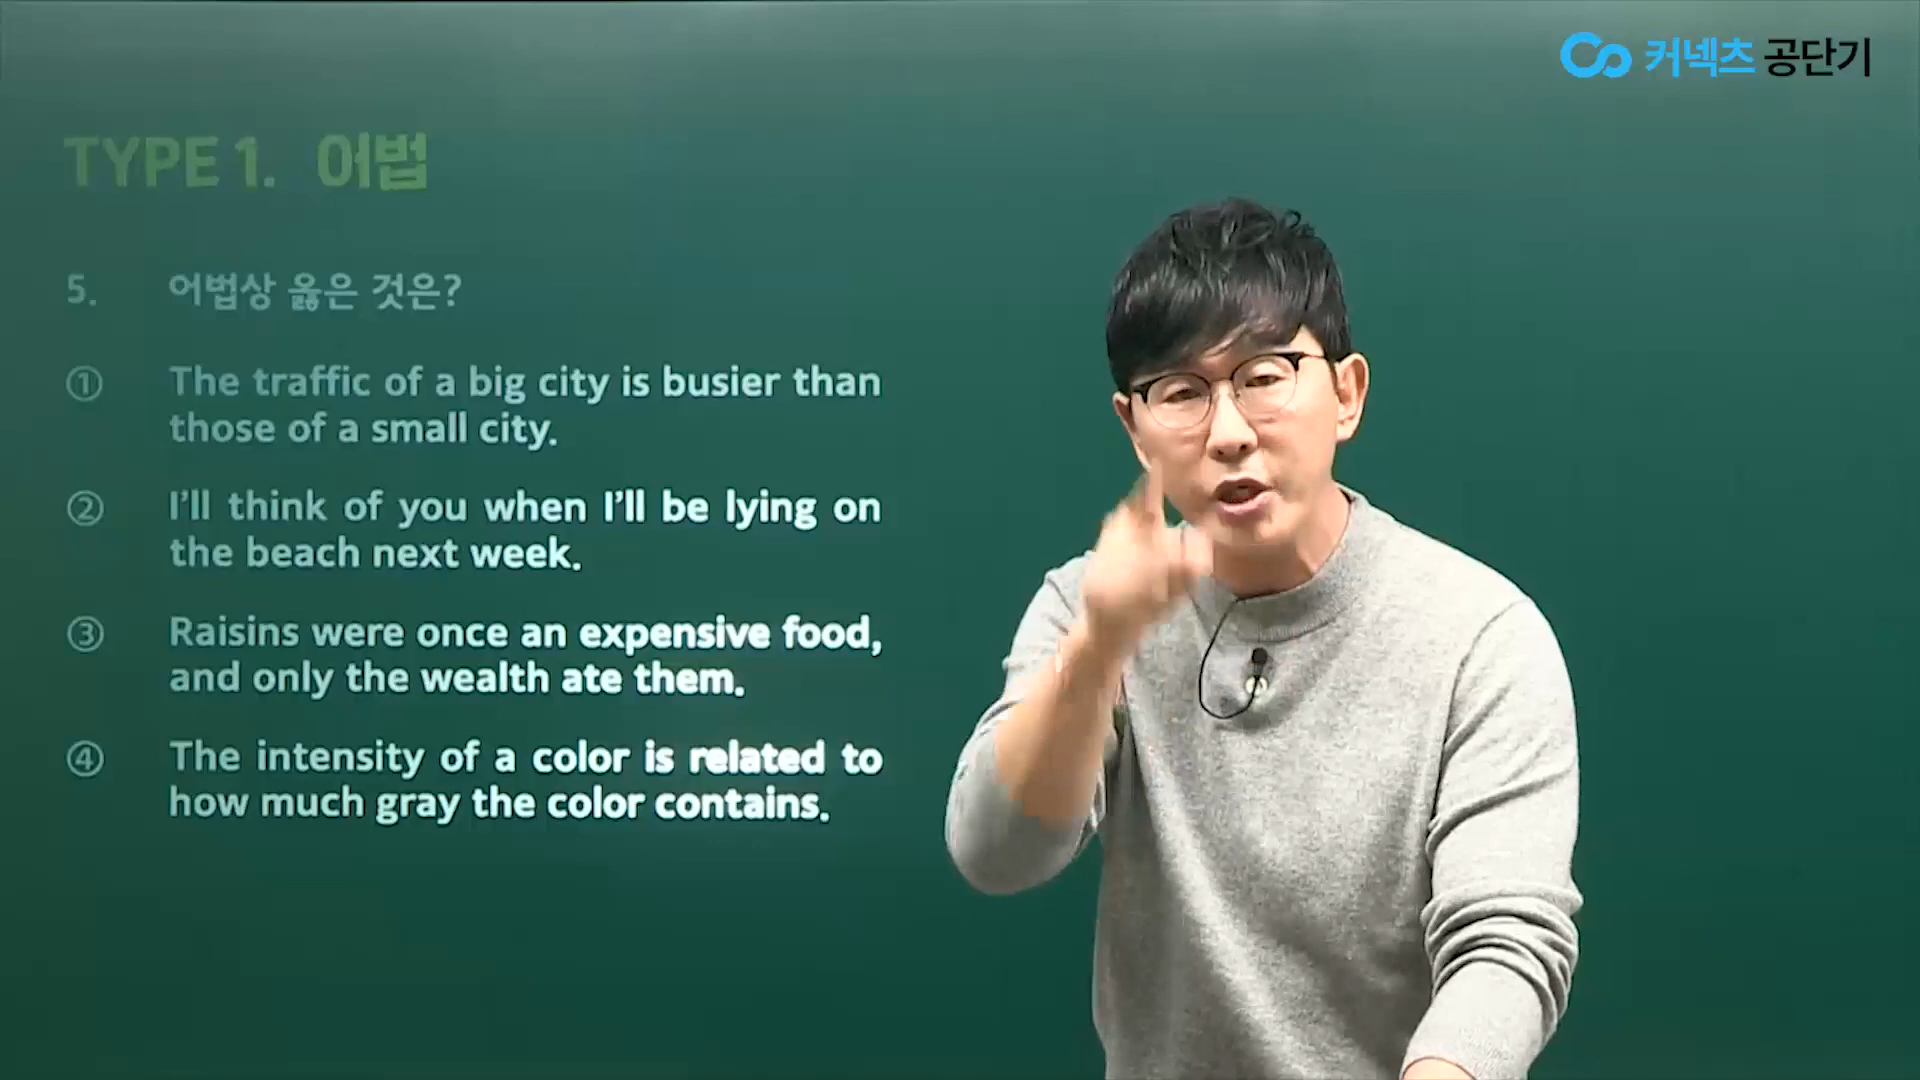 커넥츠 공단기
TYPE 1. 어법
5. 어법상 옳은 것은?
① The traffic of a big city is busier than
those of a small city.
② I’ll think of you when I’ll be lying on
the beach next week.
③ Raisins were once an expensive food,
and only the wealth ate them.
④ The intensity of a color is related to
how much gray the color contains.